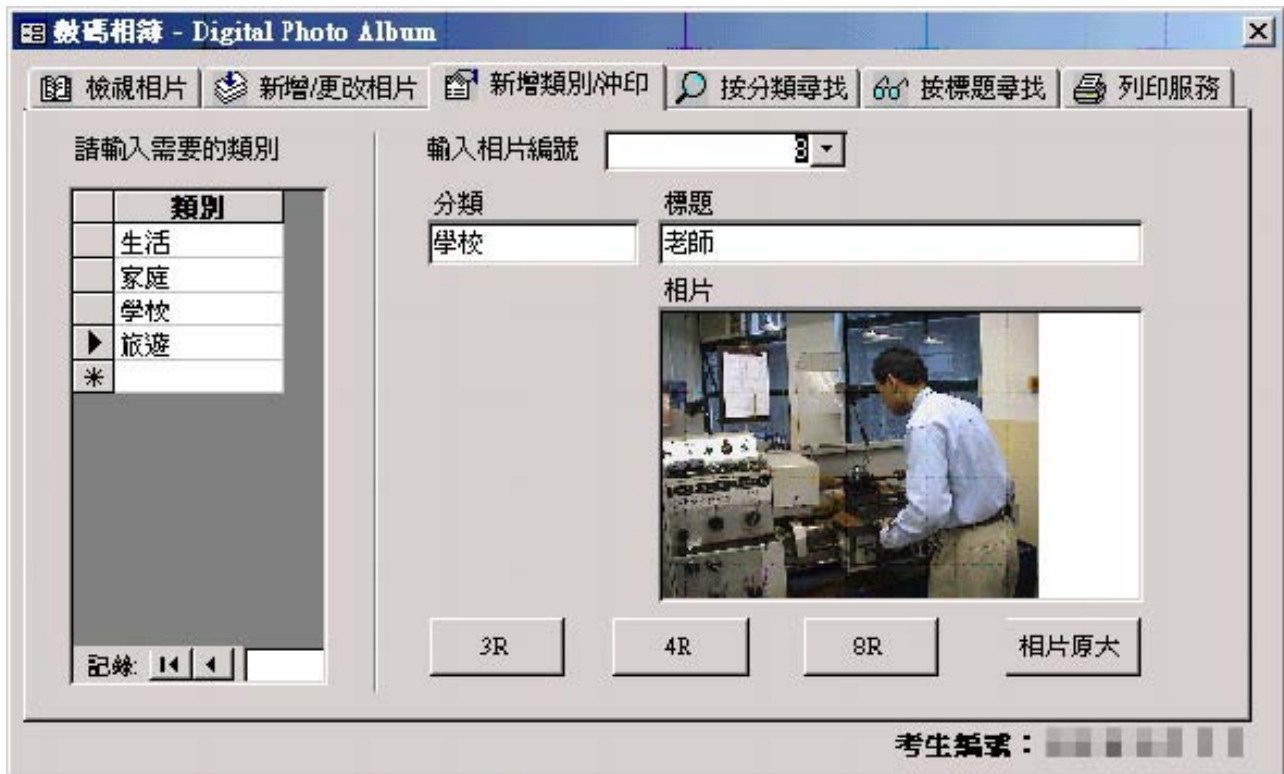 數碼相簿 - Digital Photo Album
檢視相片 新增/更改相片 新增類別/沖印 按分類尋找 按標題尋找 列印服務
請輸入需要的類別
類別
生活
家庭
學校
旅遊
記錄:
輸入相片編號 8
分類 標題
學校 老師
相片
3R 4R 8R 相片原大
考生編號：